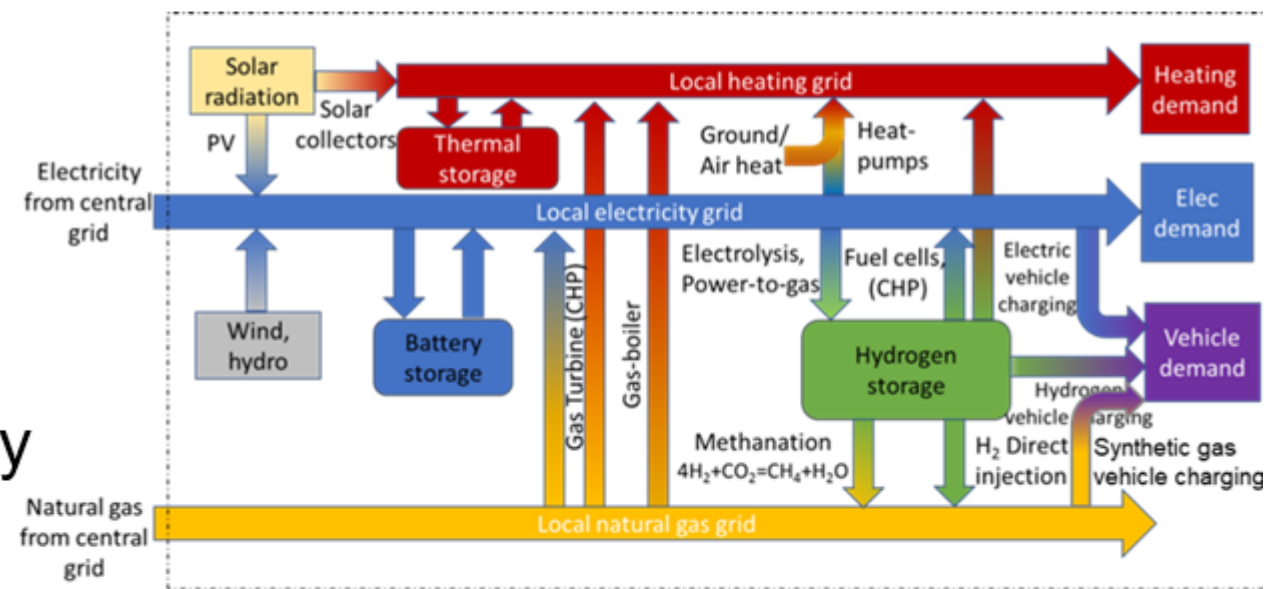 Solar
radiation
Solar
collectors
PV
Local heating grid
Heating
demand
Thermal
storage
Ground/
Air heat
Heat-
pumps
Electricity
from central
grid
Local electricity grid
Elec
demand
Wind,
hydro
Battery
storage
Gas Turbine (CHP)
Gas-boiler
Electrolysis,
Power-to-gas
Fuel cells,
(CHP)
Electric
vehicle
charging
Hydrogen
storage
Vehicle
demand
Hydrogen
vehicle charging
Methanation
4H₂+CO₂=CH₄+H₂O
H₂ Direct
injection
Synthetic gas
vehicle charging
y
Natural gas
from central
grid
Local natural gas grid